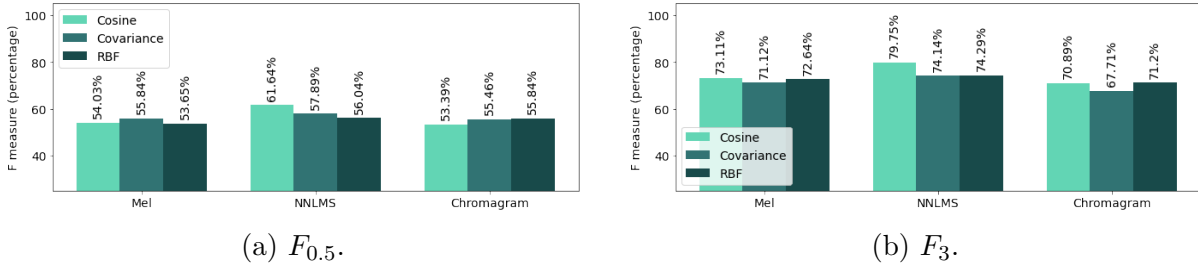 100
80
60
40
F measure (percentage)
Cosine
Covariance
RBF
54.03%
55.84%
53.65%
61.64%
57.89%
56.04%
53.39%
55.46%
55.84%
Mel
NNLMS
Chromagram
(a) F0.5.
100
80
60
40
F measure (percentage)
73.11%
71.12%
72.64%
79.75%
74.14%
74.29%
70.89%
67.71%
71.2%
Cosine
Covariance
RBF
Mel
NNLMS
Chromagram
(b) F3.